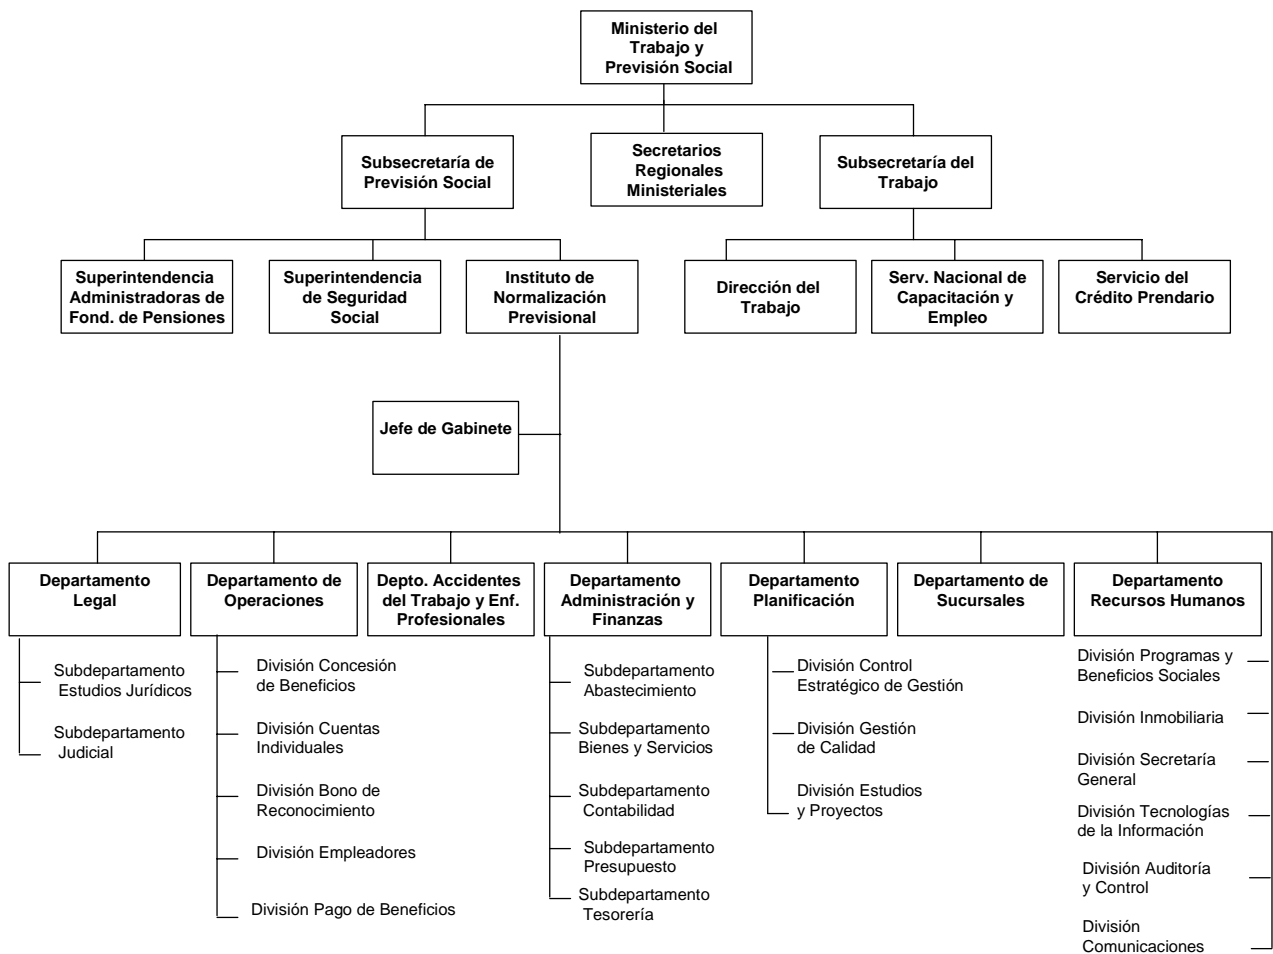 Ministerio del
Trabajo y
Previsión Social
Subsecretaría de
Previsión Social
Secretarios
Regionales
Ministeriales
Subsecretaría del
Trabajo
Superintendencia
Administradoras de
Fond. de Pensiones
Superintendencia
de Seguridad
Social
Instituto de
Normalización
Previsional
Dirección del
Trabajo
Serv. Nacional de
Capacitación y
Empleo
Servicio del
Crédito Prendario
Jefe de Gabinete
Departamento
Legal
Departamento de
Operaciones
Depto. Accidentes
del Trabajo y Enf.
Profesionales
Departamento
Administración y
Finanzas
Departamento
Planificación
Departamento de
Sucursales
Departamento
Recursos Humanos
Subdepartamento
Estudios Jurídicos
Subdepartamento
Judicial
División Concesión
de Beneficios
División Cuentas
Individuales
División Bono de
Reconocimiento
División Empleadores
División Pago de Beneficios
Subdepartamento
Abastecimiento
Subdepartamento
Bienes y Servicios
Subdepartamento
Contabilidad
Subdepartamento
Presupuesto
Subdepartamento
Tesorería
División Control
Estratégico de Gestión
División Gestión
de Calidad
División Estudios
y Proyectos
División Programas y
Beneficios Sociales
División Inmobiliaria
División Secretaría
General
División Tecnologías
de la Información
División Auditoría
y Control
División
Comunicaciones